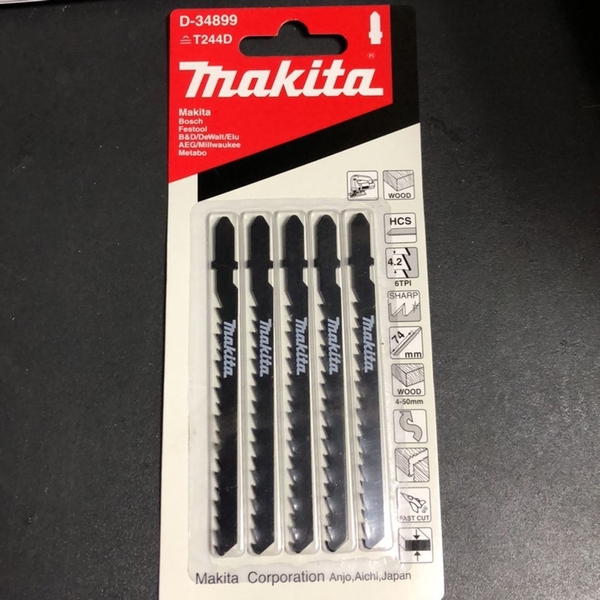 D-34899
T244D
makita
®
Makita
Bosch
Festool
B&D/DeWalt/Elu
AEG/Millwaukee
Metabo
WOOD
HCS
4.2
6TPI
SHARP
74
mm
WOOD
4-50mm
FAST CUT
makita
makita
makita
makita
makita
Makita Corporation Anjo,Aichi,Japan